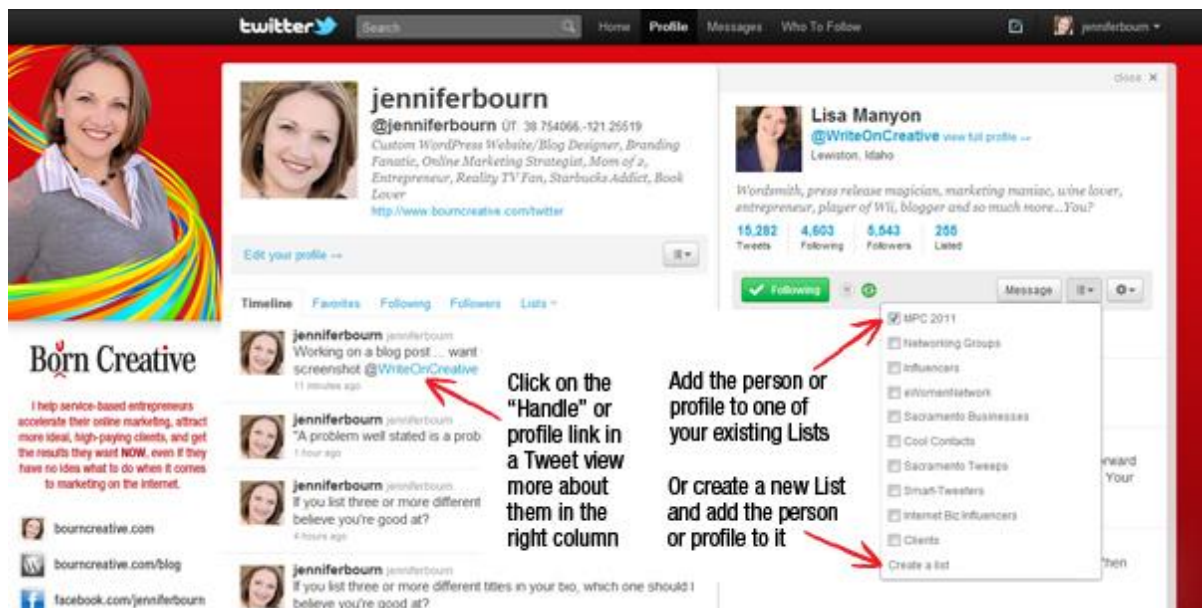 twitter
Search
Home Profile Messages Who To Follow
jenniferbourn
close X
jenniferbourn
@jenniferbourn ÜT: 38.754066,-121.25519
Custom WordPress Website/Blog Designer, Branding
Fanatic, Online Marketing Strategist, Mom of 2,
Entrepreneur, Reality TV Fan, Starbucks Addict, Book
Lover
http://www.bourncreative.com/twitter
Edit your profile →
Timeline Favorites Following Followers Lists
jenniferbourn jenniferbourn
Working on a blog post ... want
screenshot @WriteOnCreative
11 minutes ago
jenniferbourn jenniferbourn
"A problem well stated is a prob
1 hour ago
jenniferbourn jenniferbourn
If you list three or more different
believe you're good at?
4 hours ago
jenniferbourn jenniferbourn
If you list three or more different titles in your bio, which one should I
believe you're good at?
Lisa Manyon
@WriteOnCreative view full profile →
Lewiston, Idaho
Wordsmith, press release magician, marketing maniac, wine lover,
entrepreneur, player of Wii, blogger and so much more...You?
15,282 4,603 5,543 255
Tweets Following Followers Listed
Following
Message
MPC 2011
Networking Groups
Influencers
eWomenNetwork
Sacramento Businesses
Cool Contacts
Sacramento Tweeps
Smart-Tweeters
Internet Biz Influencers
Clients
Create a list
Your
Click on the
"Handle" or
profile link in
a Tweet view
more about
them in the
right column
Add the person or
profile to one of
your existing Lists
Or create a new List
and add the person
or profile to it
Born Creative
I help service-based entrepreneurs
accelerate their online marketing, attract
more ideal, high-paying clients, and get
the results they want NOW, even if they
have no idea what to do when it comes
to marketing on the Internet.
bourncreative.com
bourncreative.com/blog
facebook.com/jenniferbourn